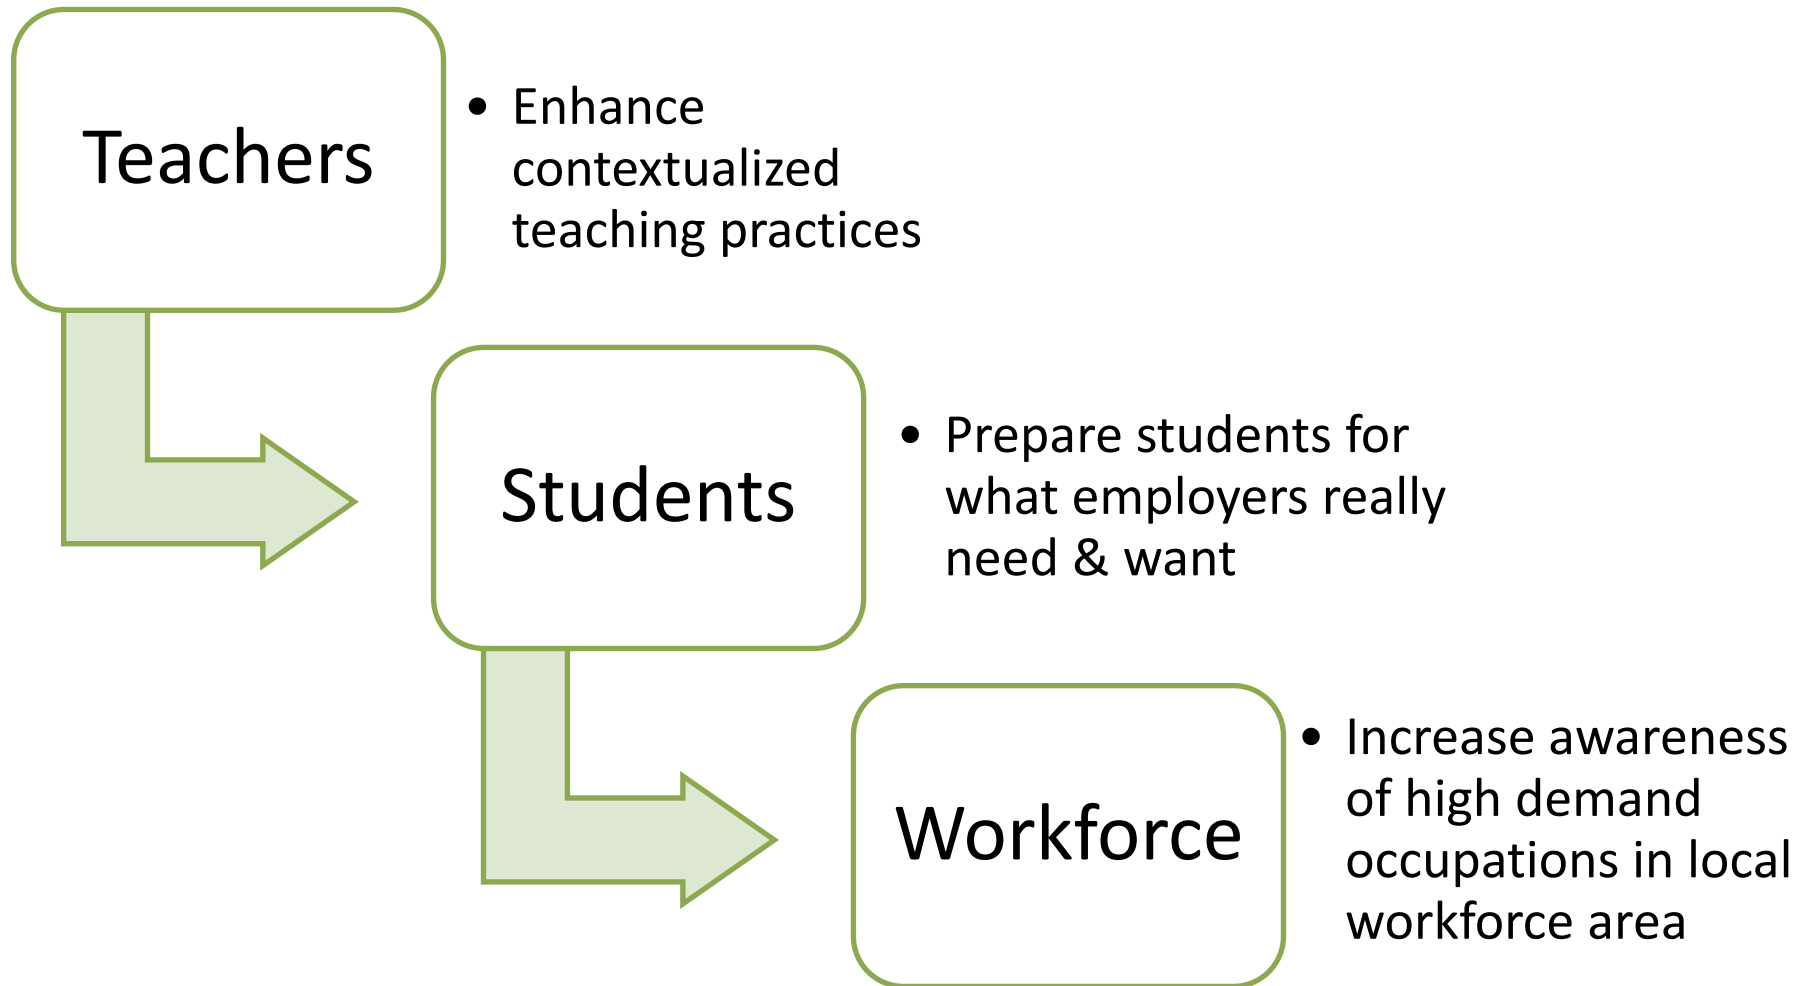 Teachers
• Enhance
contextualized
teaching practices
Students
• Prepare students for
what employers really
need & want
Workforce
• Increase awareness
of high demand
occupations in local
workforce area